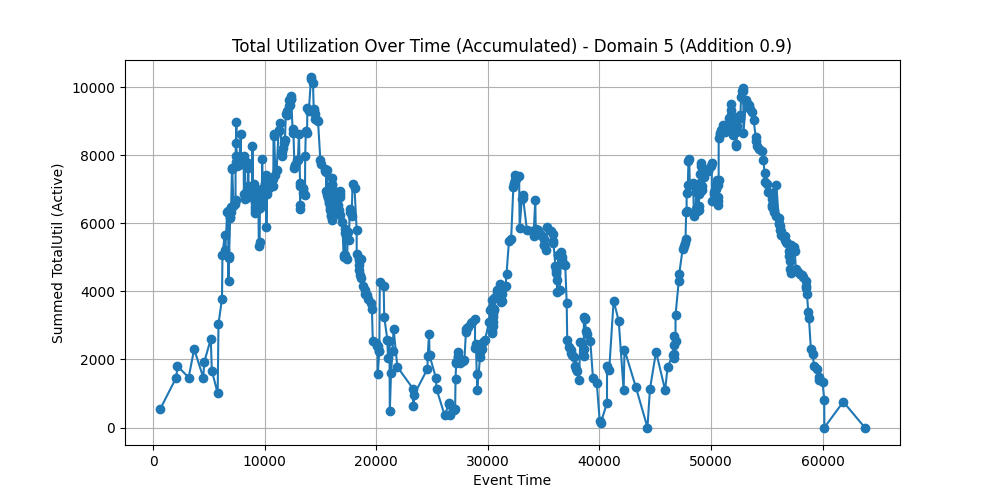 Total Utilization Over Time (Accumulated) - Domain 5 (Addition 0.9)
Summed TotalUtil (Active)
10000
8000
6000
4000
2000
0
0 10000 20000 30000 40000 50000 60000
Event Time